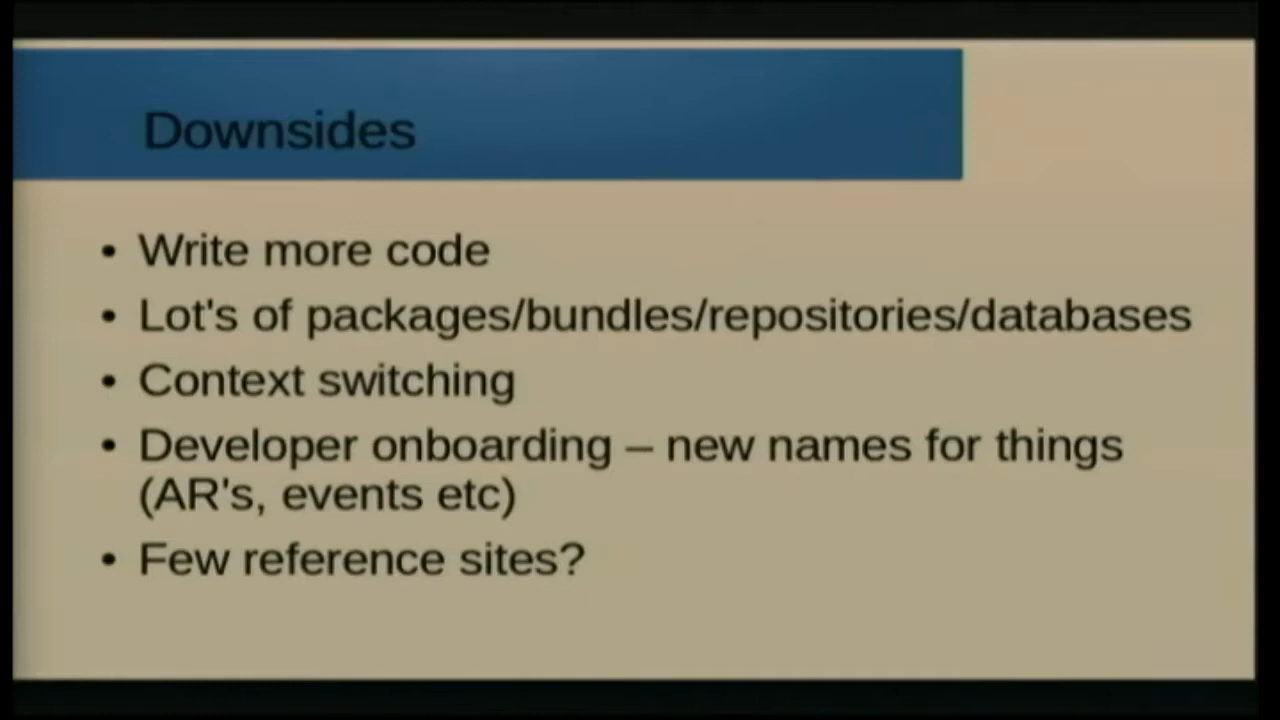 Downsides
• Write more code
• Lot's of packages/bundles/repositories/databases
• Context switching
• Developer onboarding – new names for things
(AR's, events etc)
• Few reference sites?